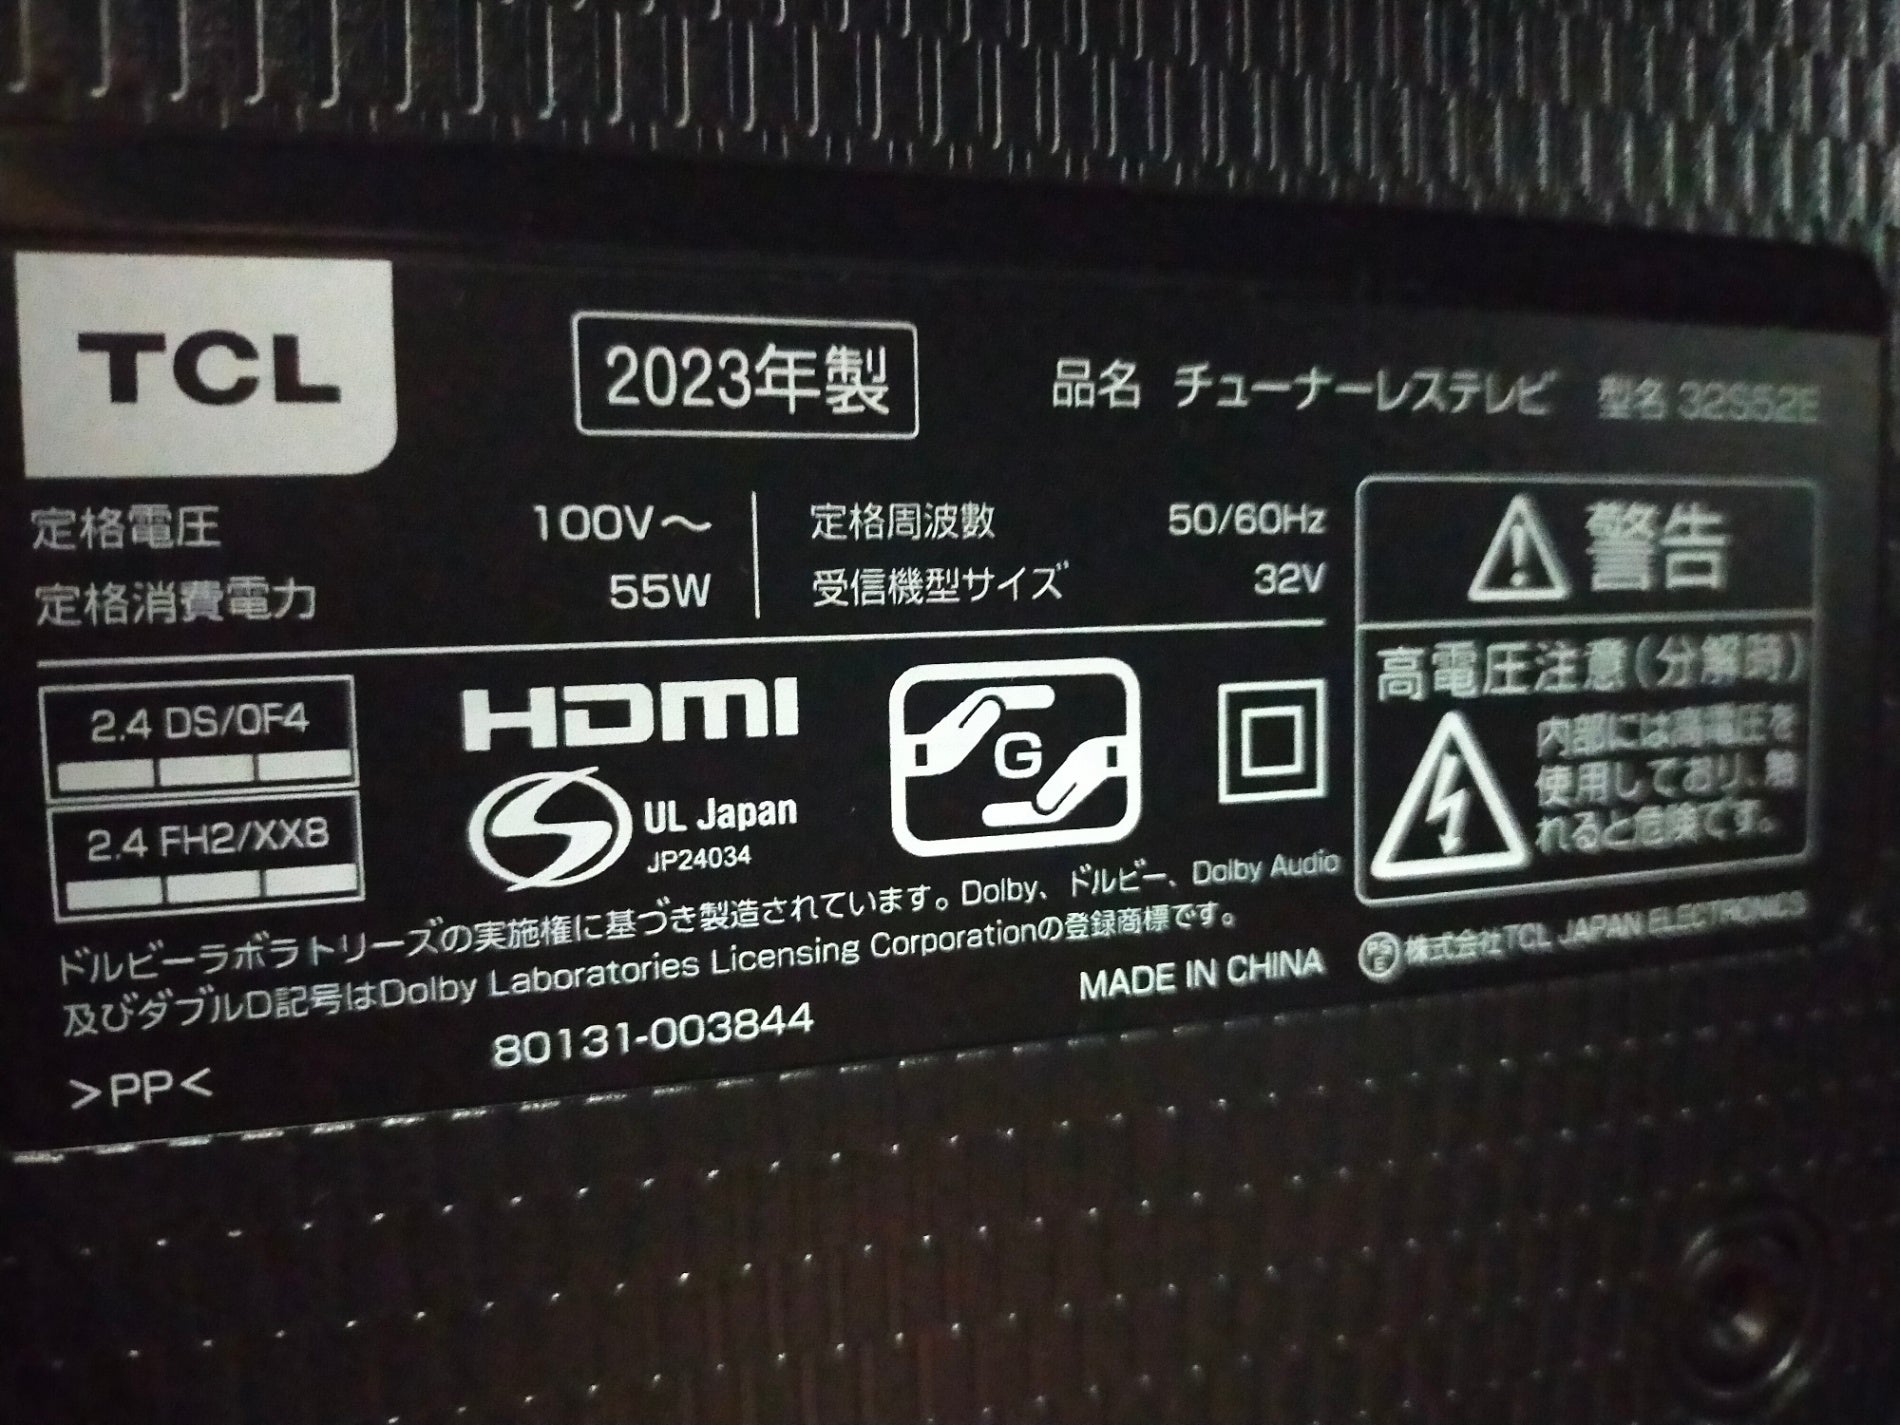 TCL
2023年製
品名 チューナーレステレビ 型名 32S52E
定格電圧 100V～
定格周波数 50/60Hz
定格消費電力 55W
受信機型サイズ 32V
警告
高電圧注意(分解時)
内部には高電圧を
使用しており、触
れると危険です。
2.4 DS/OF4
2.4 FH2/XX8
HDMI
S
UL Japan
JP24034
G
ドルビーラボラトリーズの実施権に基づき製造されています。Dolby、ドルビー、Dolby Audio
及びダブルD記号はDolby Laboratories Licensing Corporationの登録商標です。
PSE 株式会社TCL JAPAN ELECTRONICS
MADE IN CHINA
80131-003844
>PP<